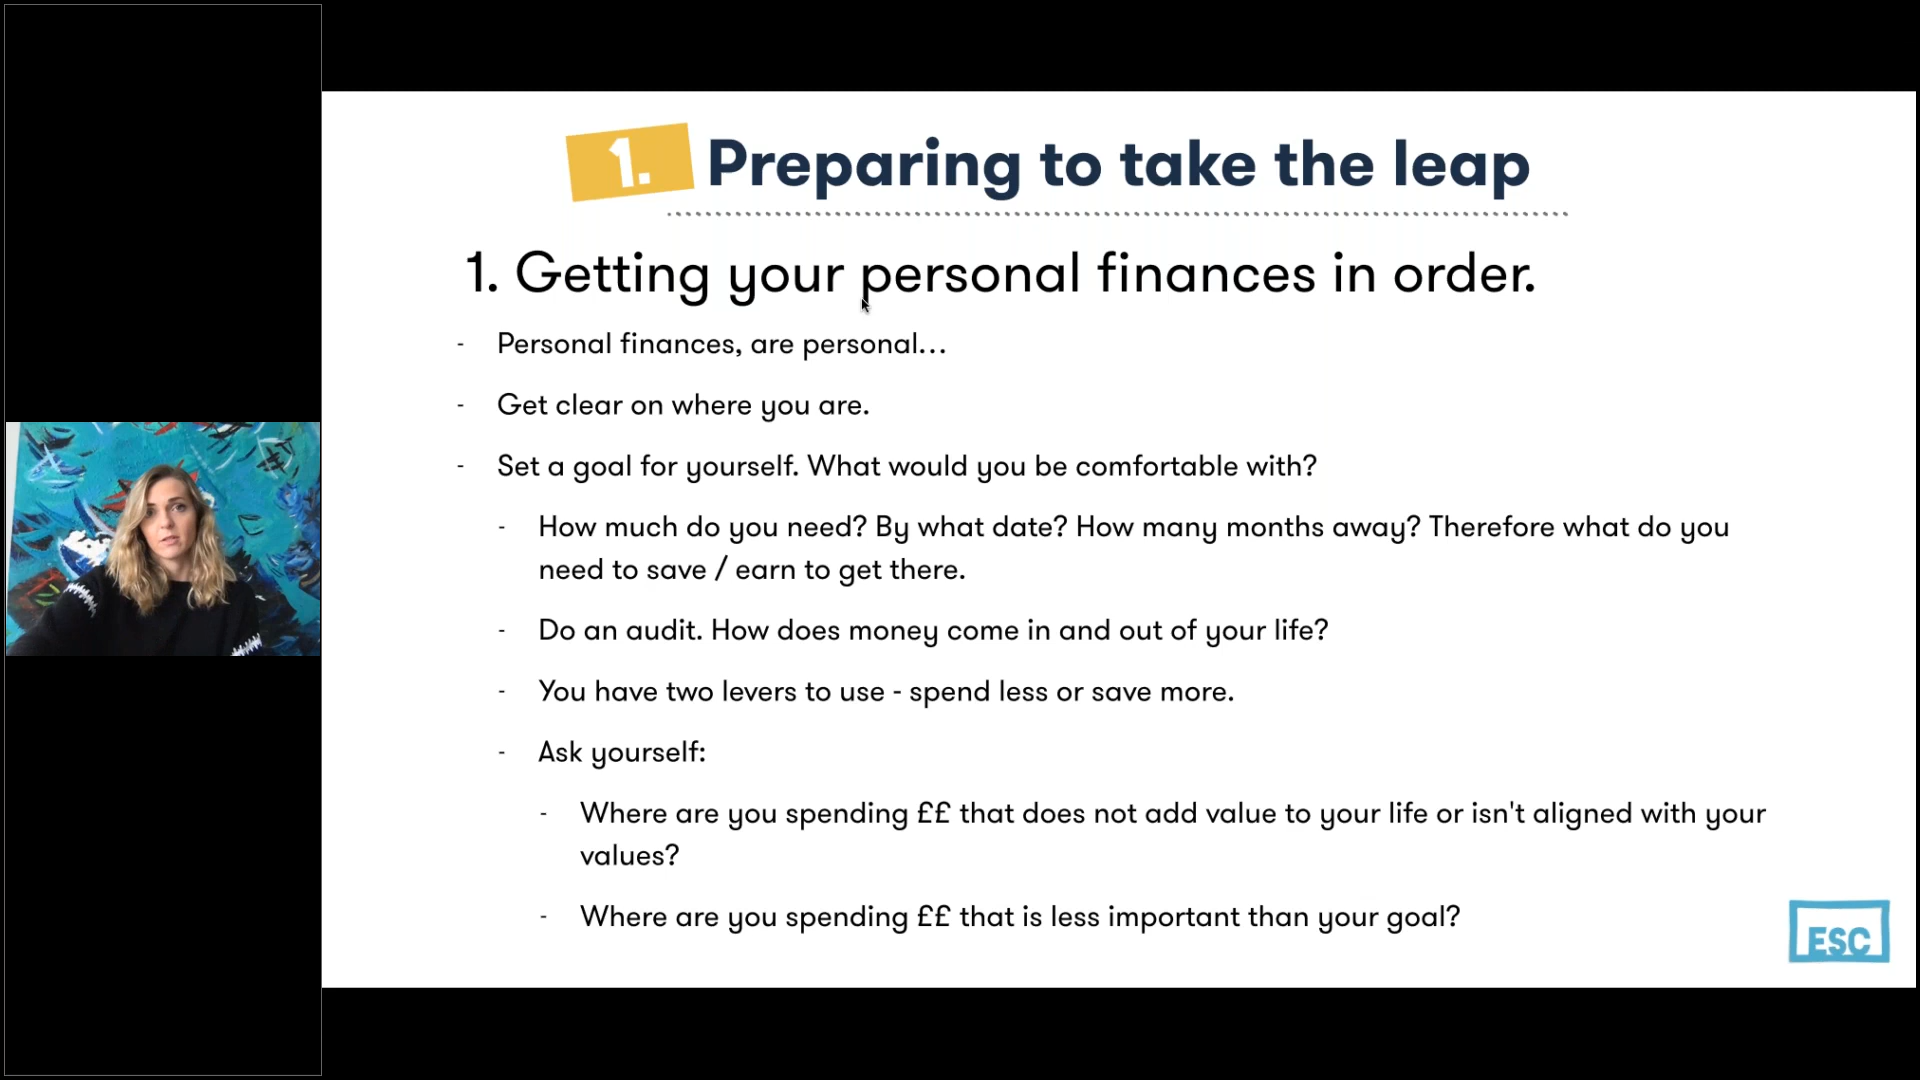 1. Preparing to take the leap
1. Getting your personal finances in order.
- Personal finances, are personal...
- Get clear on where you are.
- Set a goal for yourself. What would you be comfortable with?
- How much do you need? By what date? How many months away? Therefore what do you
need to save / earn to get there.
- Do an audit. How does money come in and out of your life?
- You have two levers to use - spend less or save more.
- Ask yourself:
- Where are you spending ££ that does not add value to your life or isn't aligned with your
values?
- Where are you spending ££ that is less important than your goal?
ESC